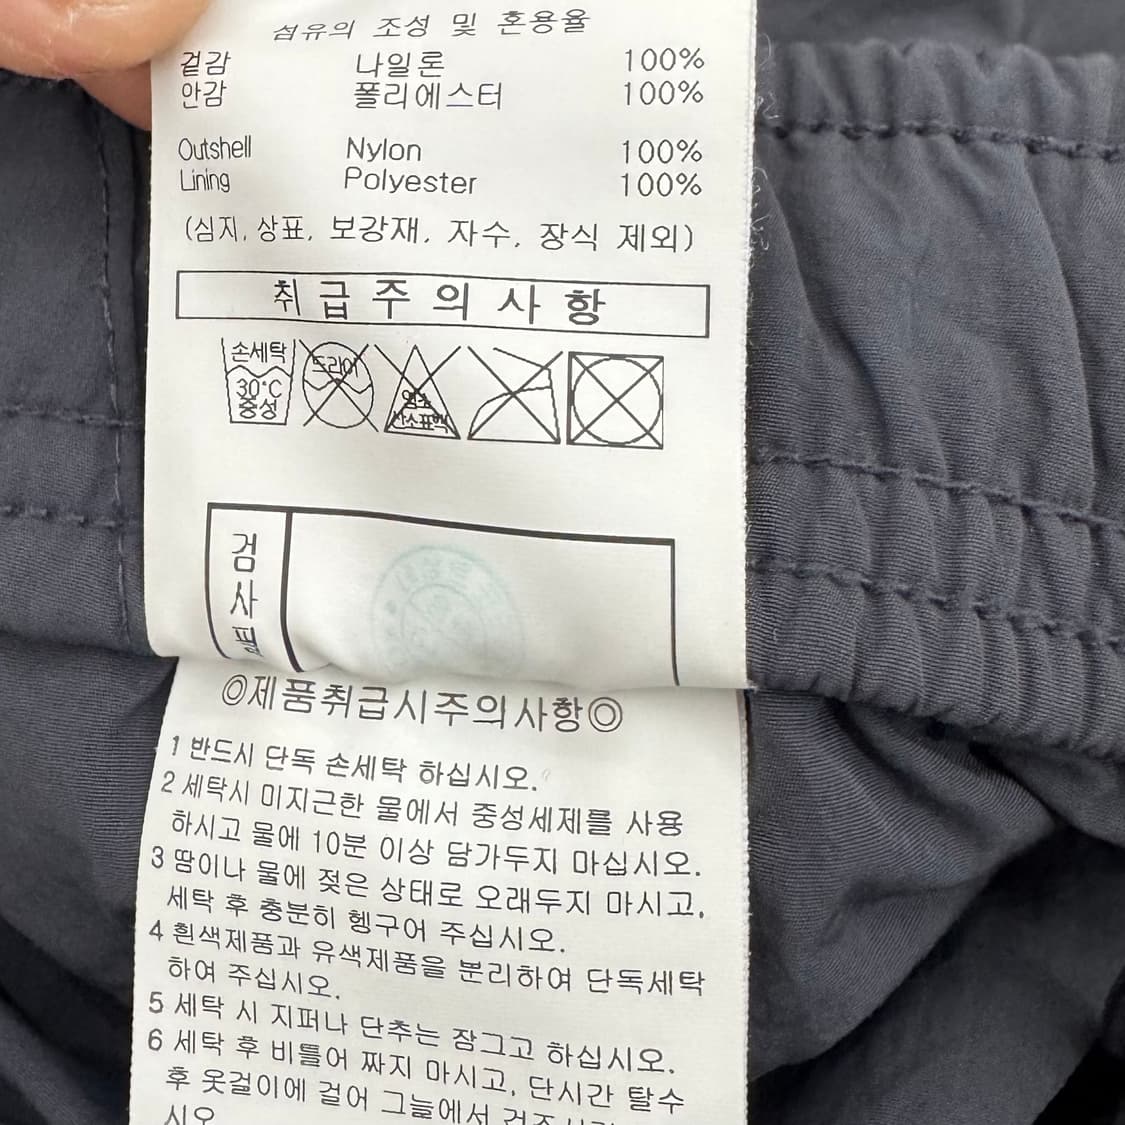 섬유의 조성 및 혼용율
겉감 나일론 100%
안감 폴리에스터 100%
Outshell Nylon 100%
Lining Polyester 100%
(심지, 상표, 보강재, 자수, 장식 제외)
취급주의사항
손세탁 드라이
30°C 염소
중성 산소표백
검사필
◎제품취급시주의사항◎
1 반드시 단독 손세탁 하십시오.
2 세탁시 미지근한 물에서 중성세제를 사용
하시고 물에 10분 이상 담가두지 마십시오.
3 땀이나 물에 젖은 상태로 오래두지 마시고,
세탁 후 충분히 헹구어 주십시오.
4 흰색제품과 유색제품을 분리하여 단독세탁
하여 주십시오.
5 세탁 시 지퍼나 단추는 잠그고 하십시오.
6 세탁 후 비틀어 짜지 마시고, 단시간 탈수
후 옷걸이에 걸어 그늘에서
시오